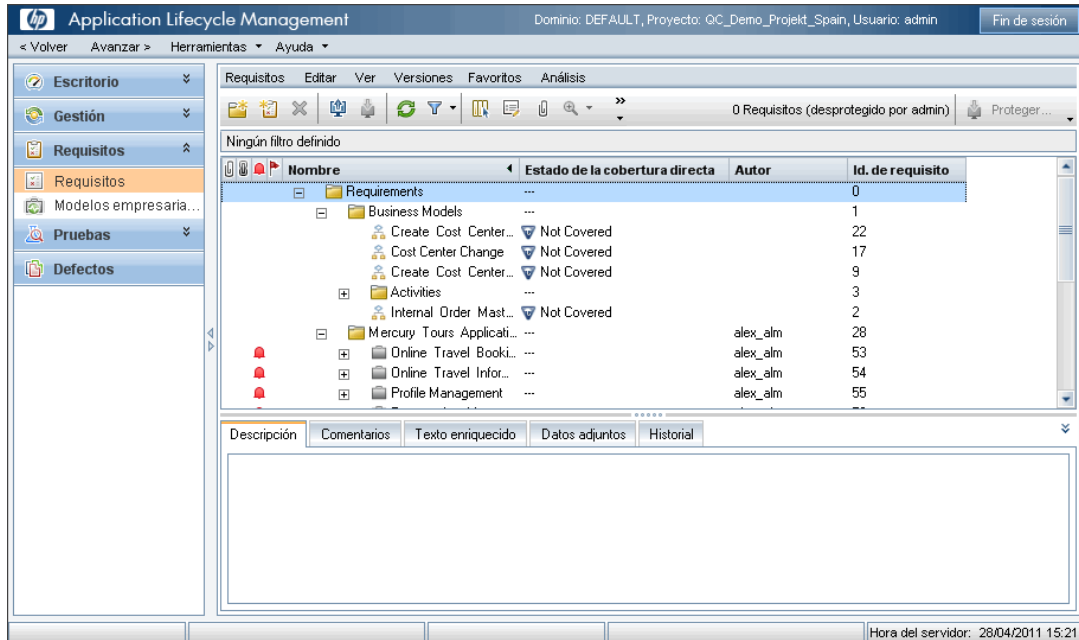 hp Application Lifecycle Management Dominio: DEFAULT, Proyecto: QC_Demo_Projekt_Spain, Usuario: admin Fin de sesión
< Volver Avanzar > Herramientas Ayuda
Escritorio
Gestión
Requisitos
Requisitos
Modelos empresaria...
Pruebas
Defectos
Requisitos Editar Ver Versiones Favoritos Análisis
0 Requisitos (desprotegido por admin) Proteger...
Ningún filtro definido
Nombre Estado de la cobertura directa Autor Id. de requisito
Requirements --- 0
Business Models --- 1
Create Cost Center... Not Covered 22
Cost Center Change Not Covered 17
Create Cost Center... Not Covered 9
Activities --- 3
Internal Order Mast... Not Covered 2
Mercury Tours Applicati... --- alex_alm 28
Online Travel Booki... --- alex_alm 53
Online Travel Infor... --- alex_alm 54
Profile Management --- alex_alm 55
Descripción Comentarios Texto enriquecido Datos adjuntos Historial
Hora del servidor: 28/04/2011 15:21